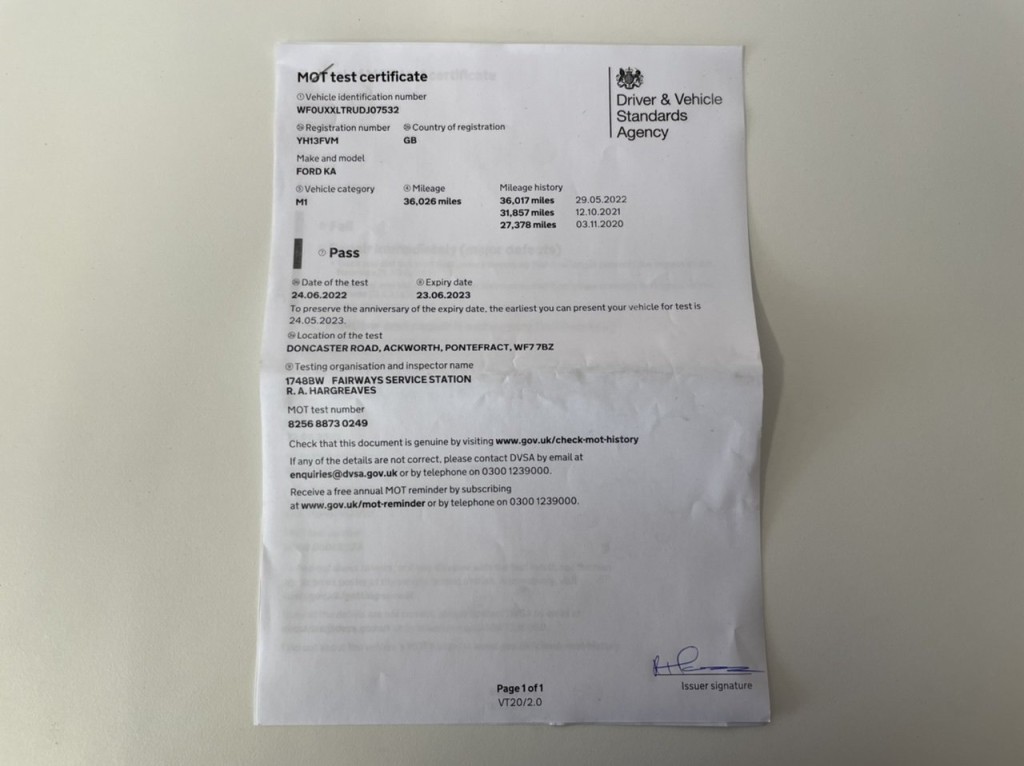 MOT test certificate
Driver & Vehicle
Standards
Agency
① Vehicle identification number
WF0UXXLTRUDJ07532
Registration number Country of registration
YH13FVM GB
Make and model
FORD KA
Vehicle category Mileage Mileage history
M1 36,026 miles 36,017 miles 29.05.2022
31,857 miles 12.10.2021
27,378 miles 03.11.2020
Pass
Date of the test Expiry date
24.06.2022 23.06.2023
To preserve the anniversary of the expiry date, the earliest you can present your vehicle for test is
24.05.2023.
Location of the test
DONCASTER ROAD, ACKWORTH, PONTEFRACT, WF7 7BZ
Testing organisation and inspector name
1748BW FAIRWAYS SERVICE STATION
R. A. HARGREAVES
MOT test number
8256 8873 0249
Check that this document is genuine by visiting www.gov.uk/check-mot-history
If any of the details are not correct, please contact DVSA by email at
enquiries@dvsa.gov.uk or by telephone on 0300 1239000.
Receive a free annual MOT reminder by subscribing
at www.gov.uk/mot-reminder or by telephone on 0300 1239000.
Issuer signature
Page 1 of 1
VT20/2.0